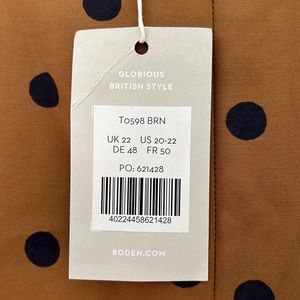 GLORIOUS
BRITISH STYLE
T0598 BRN
UK 22 US 20-22
DE 48 FR 50
PO: 621428
40224458621428
BODEN.COM